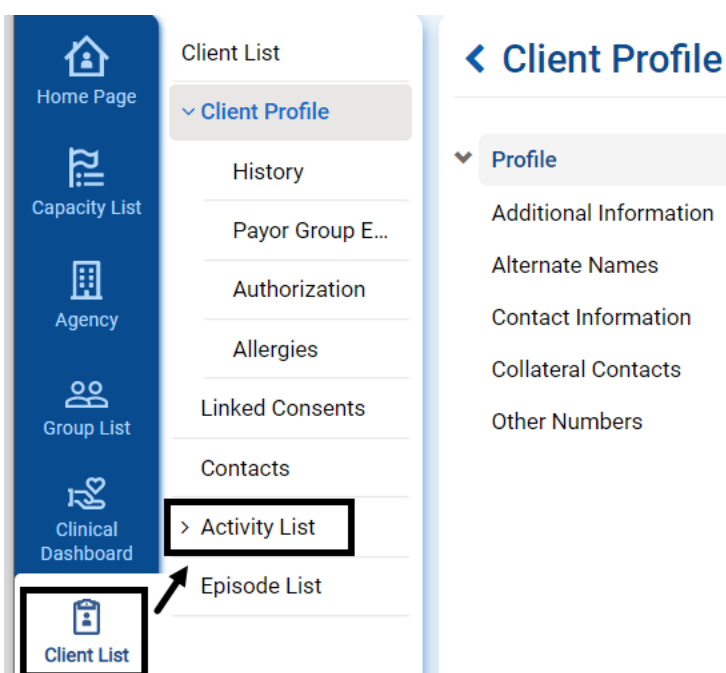 Home Page
Capacity List
Agency
Group List
Clinical
Dashboard
Client List
Client List
Client Profile
History
Payor Group E...
Authorization
Allergies
Linked Consents
Contacts
Activity List
Episode List
Client Profile
Profile
Additional Information
Alternate Names
Contact Information
Collateral Contacts
Other Numbers